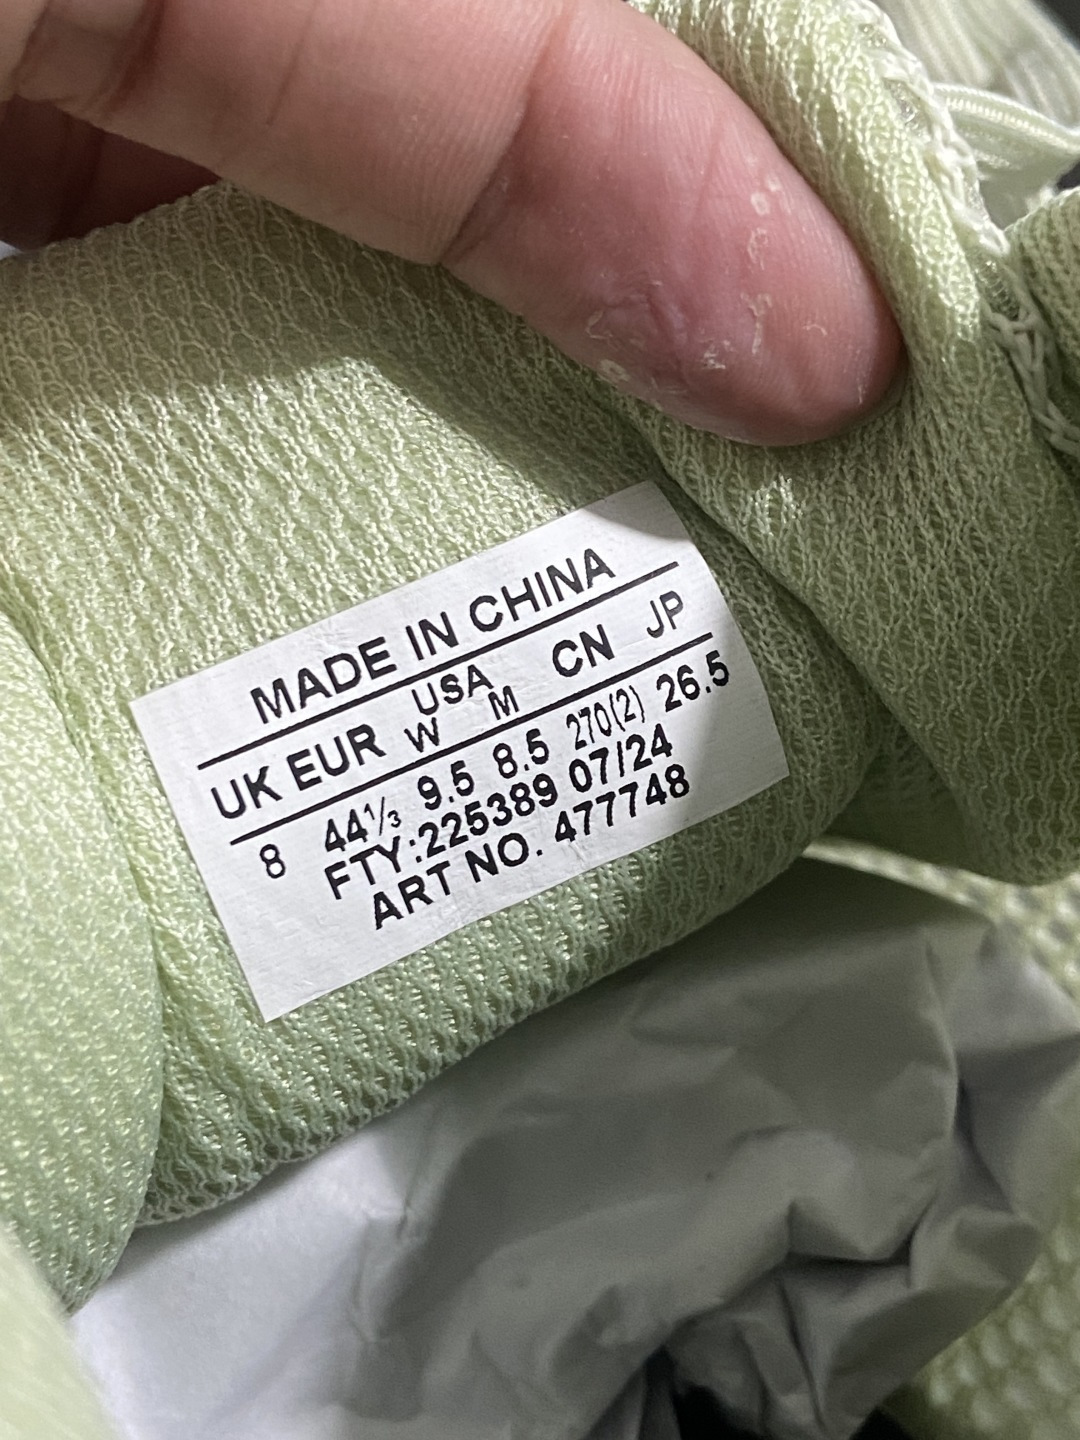 MADE IN CHINA
UK EUR USA W M CN JP
8 44⅓ 9.5 8.5 270(2) 26.5
FTY:225389 07/24
ART NO. 477748